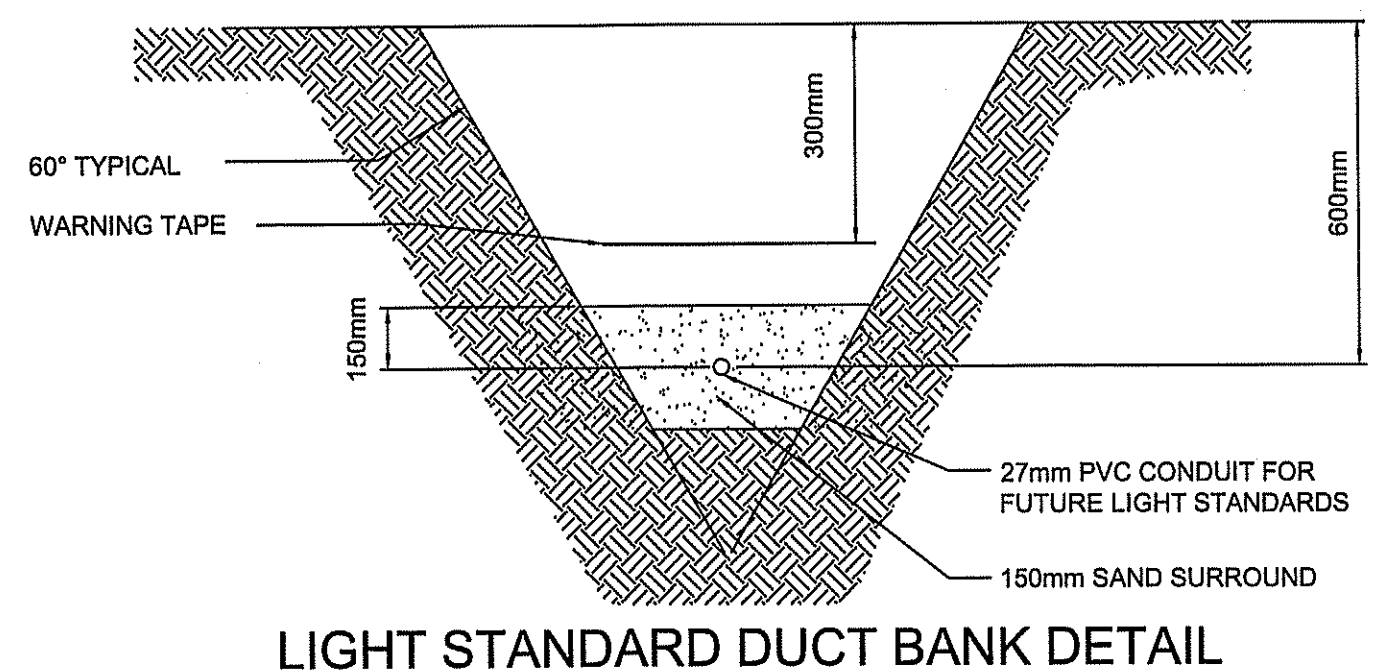 300mm
600mm
60° TYPICAL
WARNING TAPE
150mm
27mm PVC CONDUIT FOR
FUTURE LIGHT STANDARDS
150mm SAND SURROUND
LIGHT STANDARD DUCT BANK DETAIL